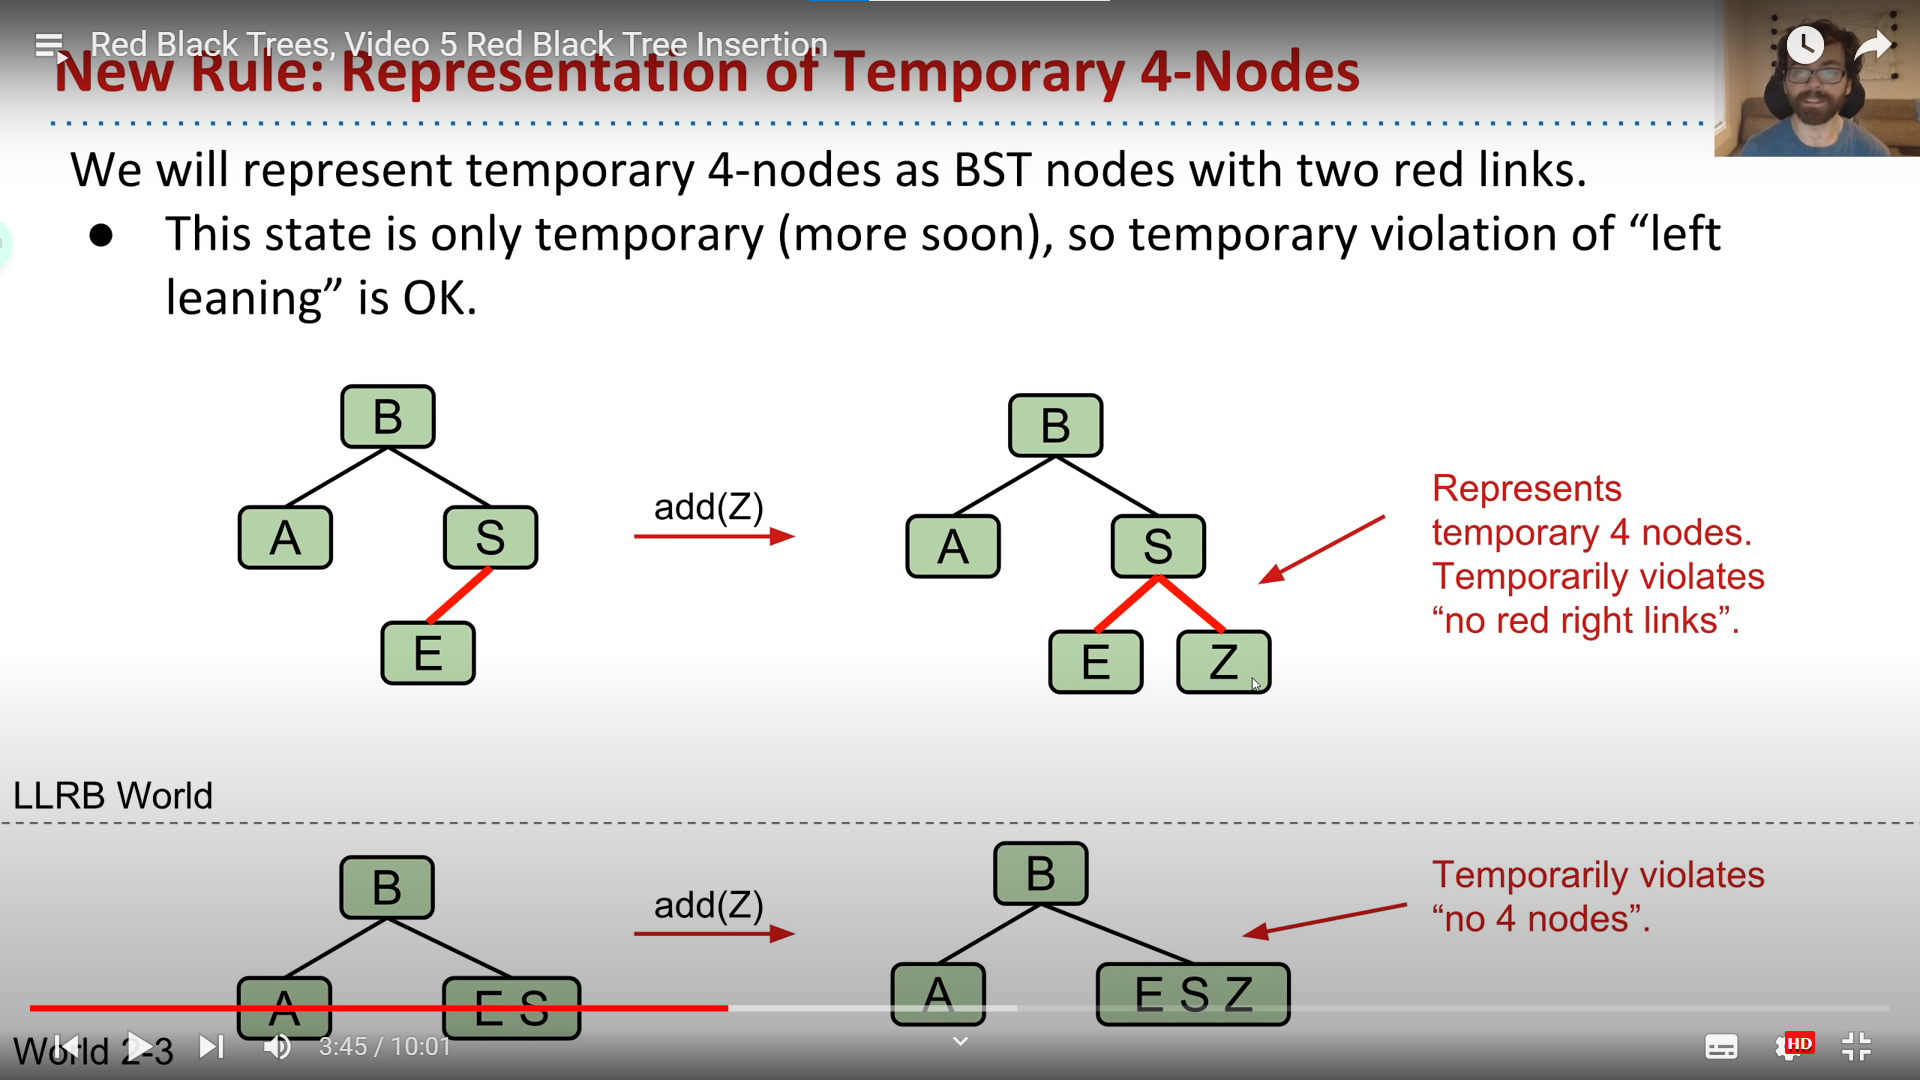 Red Black Trees, Video 5 Red Black Tree Insertion
New Rule: Representation of Temporary 4-Nodes
We will represent temporary 4-nodes as BST nodes with two red links.
● This state is only temporary (more soon), so temporary violation of “left
leaning” is OK.
B
A
S
E
add(Z)
B
A
S
E
Z
Represents
temporary 4 nodes.
Temporarily violates
“no red right links”.
LLRB World
B
A
E S
add(Z)
B
A
E S Z
Temporarily violates
“no 4 nodes”.
World 2-3
3:45 / 10:01
HD